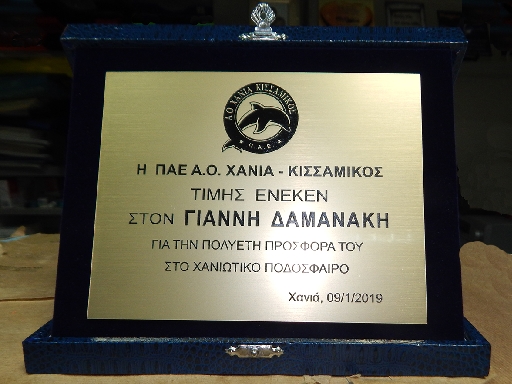 Α.Ο ΧΑΝΙΑ ΚΙΣΣΑΜΙΚΟΣ
Π.Α.Ε.
Η ΠΑΕ Α.Ο. ΧΑΝΙΑ - ΚΙΣΣΑΜΙΚΟΣ
ΤΙΜΗΣ ΕΝΕΚΕΝ
ΣΤΟΝ ΓΙΑΝΝΗ ΔΑΜΑΝΑΚΗ
ΓΙΑ ΤΗΝ ΠΟΛΥΕΤΗ ΠΡΟΣΦΟΡΑ ΤΟΥ
ΣΤΟ ΧΑΝΙΩΤΙΚΟ ΠΟΔΟΣΦΑΙΡΟ
Χανιά, 09/1/2019